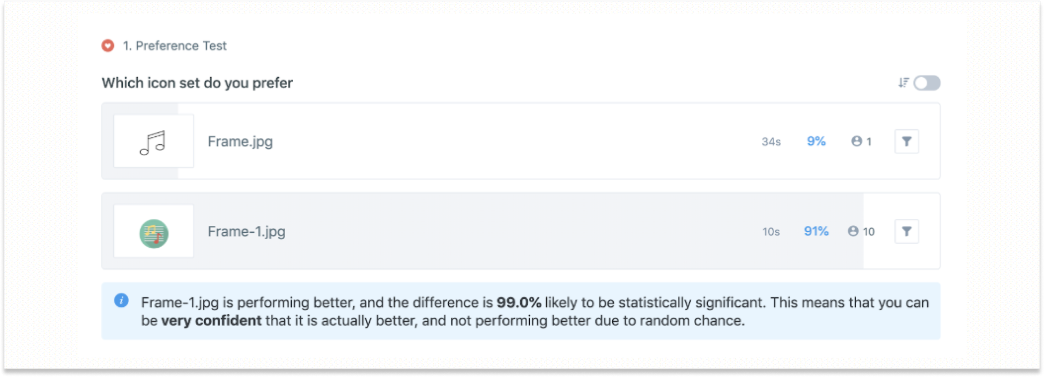 1. Preference Test
Which icon set do you prefer
Frame.jpg 34s 9% 1
Frame-1.jpg 10s 91% 10
Frame-1.jpg is performing better, and the difference is 99.0% likely to be statistically significant. This means that you can
be very confident that it is actually better, and not performing better due to random chance.